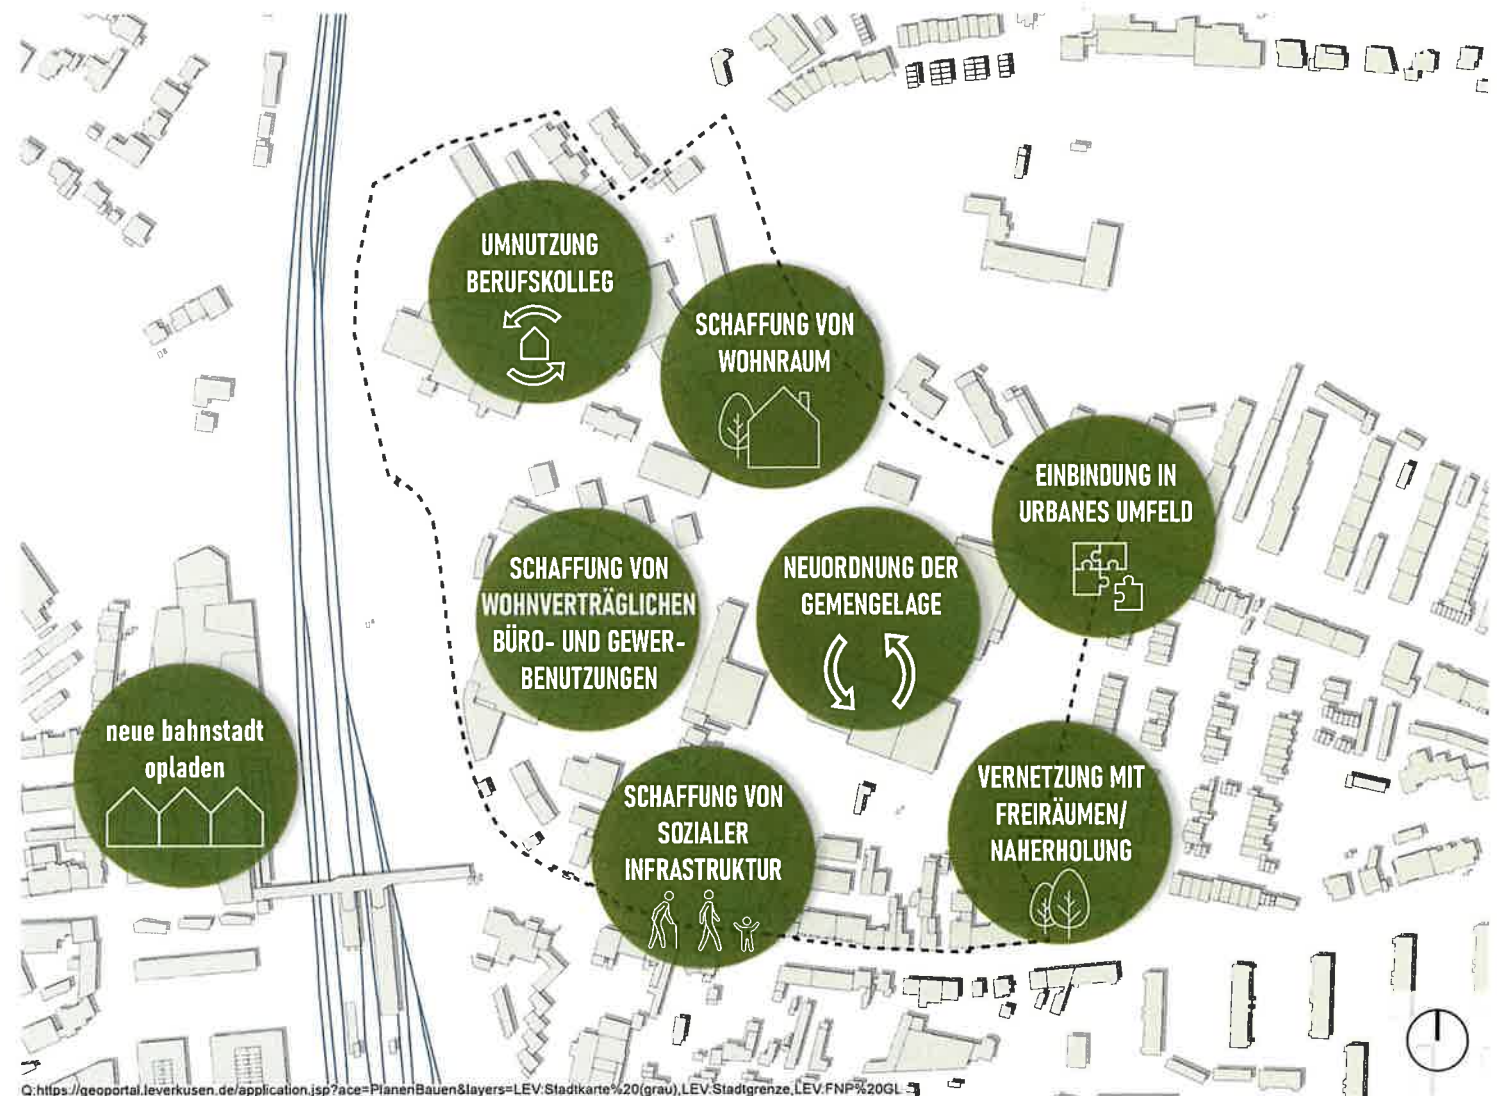 UMNUTZUNG
BERUFSKOLLEG
SCHAFFUNG VON
WOHNRAUM
EINBINDUNG IN
URBANES UMFELD
SCHAFFUNG VON
WOHNVERTRÄGLICHEN
BÜRO- UND GEWER-
BENUTZUNGEN
NEUORDNUNG DER
GEMENGELAGE
neue bahnstadt
opladen
SCHAFFUNG VON
SOZIALER
INFRASTRUKTUR
VERNETZUNG MIT
FREIRÄUMEN/
NAHERHOLUNG
Q:https://geoportal.leverkusen.de/application.jsp?ace=PlanenBauen&layers=LEV:Stadtkarte%20(grau),LEV:Stadtgrenze,LEV:FNP%20GL